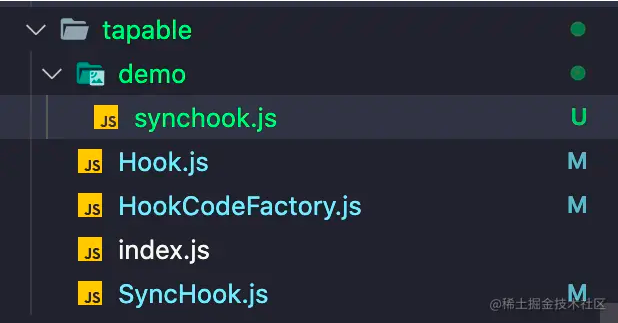 tapable
demo
JS synchook.js U
JS Hook.js M
JS HookCodeFactory.js M
JS index.js
JS SyncHook.js M
@稀土掘金技术社区